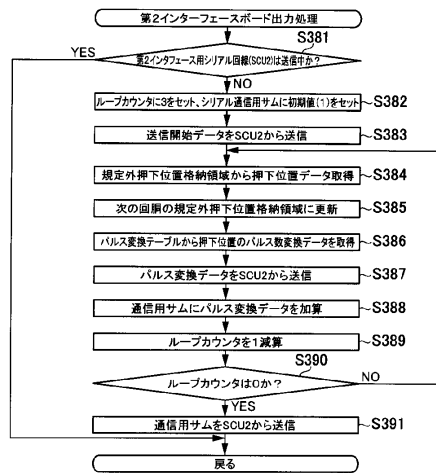 第2インターフェースボード出力処理
S381
YES
第2インタフェース用シリアル回線(SCU2)は送信中か?
NO
ループカウンタに3をセット、シリアル通信用サムに初期値(1)をセット
S382
送信開始データをSCU2から送信
S383
規定外押下位置格納領域から押下位置データ取得
S384
次の回胴の規定外押下位置格納領域に更新
S385
パルス変換テーブルから押下位置のパルス数変換データを取得
S386
パルス変換データをSCU2から送信
S387
通信用サムにパルス変換データを加算
S388
ループカウンタを1減算
S389
S390
ループカウンタは0か?
NO
YES
通信用サムをSCU2から送信
S391
戻る